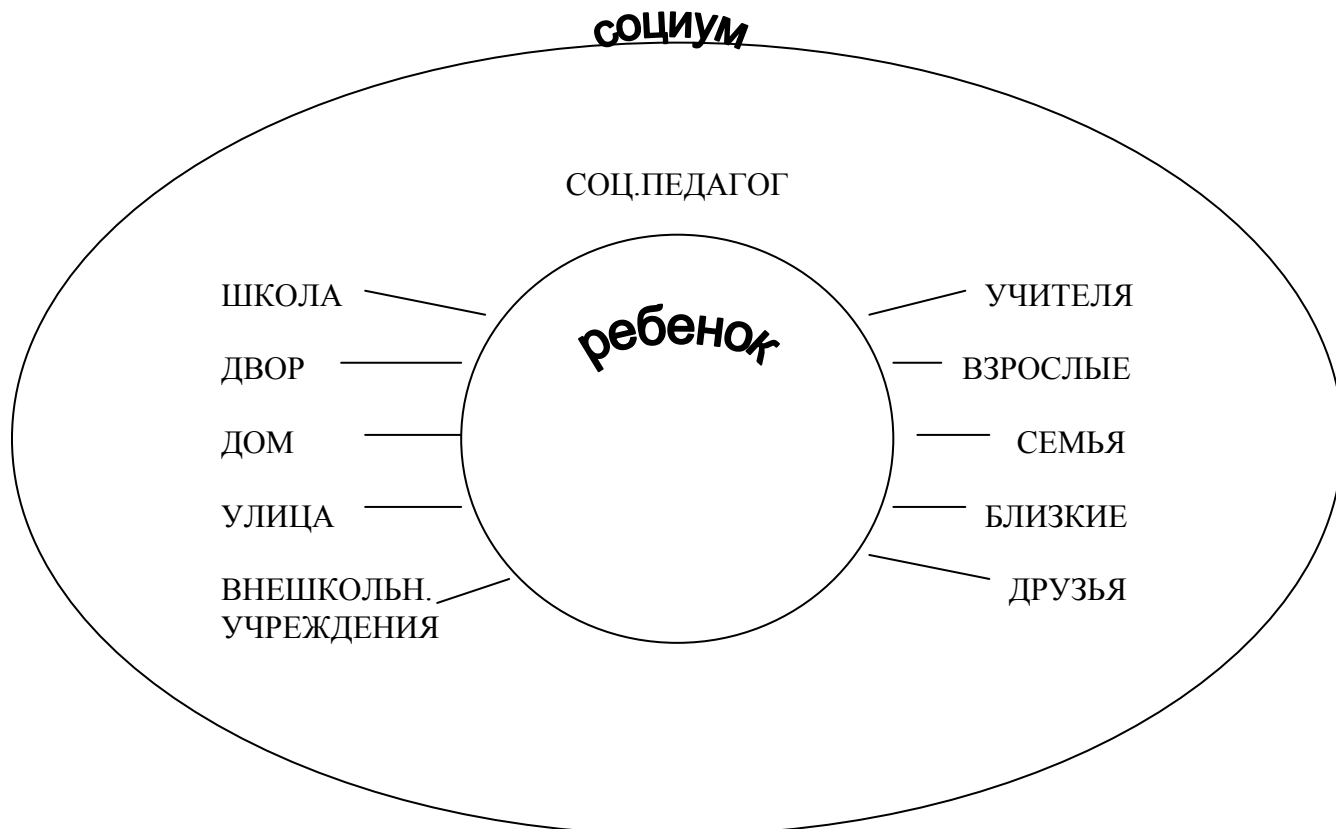 социум
СОЦ.ПЕДАГОГ
ребенок
ШКОЛА
ДВОР
ДОМ
УЛИЦА
ВНЕШКОЛЬН.
УЧРЕЖДЕНИЯ
УЧИТЕЛЯ
ВЗРОСЛЫЕ
СЕМЬЯ
БЛИЗКИЕ
ДРУЗЬЯ